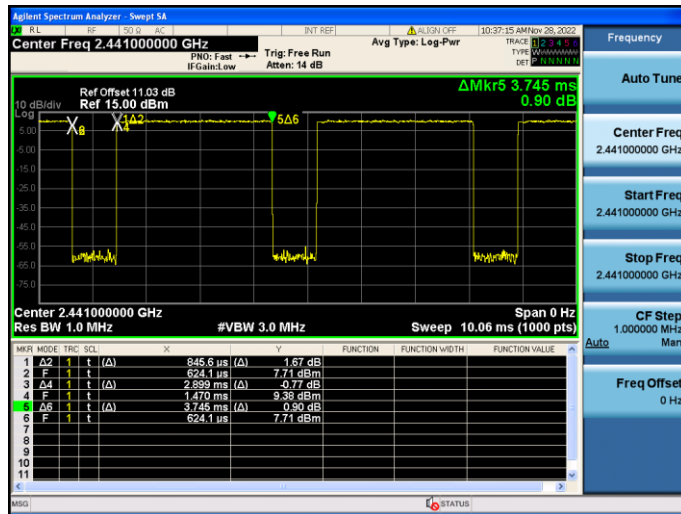 Agilent Spectrum Analyzer - Swept SA
RL RF 50 Ω AC INT REF ALIGN OFF 10:37:15 AM Nov 28, 2022
Center Freq 2.441000000 GHz
PNO: Fast
IFGain:Low
Trig: Free Run
Atten: 14 dB
Avg Type: Log-Pwr
TRACE 1 2 3 4 5 6
TYPE
DET P N N N N N
Ref Offset 11.03 dB
Ref 15.00 dBm
ΔMkr5 3.745 ms
0.90 dB
10 dB/div
Log
5.00
-5.00
-15.0
-25.0
-35.0
-45.0
-55.0
-65.0
-75.0
1Δ2
4
5Δ6
Center 2.441000000 GHz
Span 0 Hz
Res BW 1.0 MHz
#VBW 3.0 MHz
Sweep 10.06 ms (1000 pts)
MKR MODE TRC SCL X Y FUNCTION FUNCTION WIDTH FUNCTION VALUE
1 Δ2 1 t (Δ) 845.6 µs (Δ) 1.67 dB
2 F 1 t 624.1 µs 7.71 dBm
3 Δ4 1 t (Δ) 2.899 ms (Δ) -0.77 dB
4 F 1 t 1.470 ms 9.38 dBm
5 Δ6 1 t (Δ) 3.745 ms (Δ) 0.90 dB
6 F 1 t 624.1 µs 7.71 dBm
7
8
9
10
11
MSG
STATUS
Frequency
Auto Tune
Center Freq
2.441000000 GHz
Start Freq
2.441000000 GHz
Stop Freq
2.441000000 GHz
CF Step
1.000000 MHz
Auto Man
Freq Offset
0 Hz